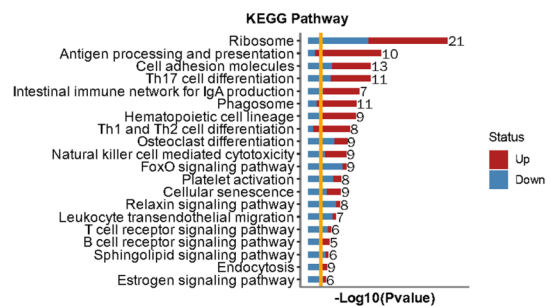 KEGG Pathway
Ribosome 21
Antigen processing and presentation 10
Cell adhesion molecules 13
Th17 cell differentiation 11
Intestinal immune network for IgA production 7
Phagosome 11
Hematopoietic cell lineage 9
Th1 and Th2 cell differentiation 8
Osteoclast differentiation 9
Natural killer cell mediated cytotoxicity 9
FoxO signaling pathway 9
Platelet activation 8
Cellular senescence 9
Relaxin signaling pathway 8
Leukocyte transendothelial migration 7
T cell receptor signaling pathway 6
B cell receptor signaling pathway 5
Sphingolipid signaling pathway 6
Endocytosis 9
Estrogen signaling pathway 6
-Log10(Pvalue)
Status
Up
Down